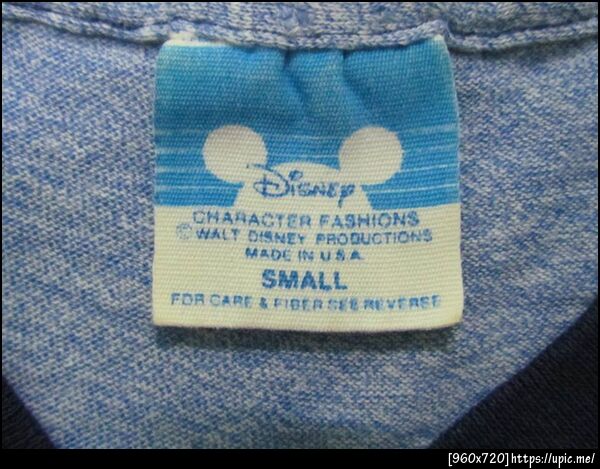 Disney
CHARACTER FASHIONS
© WALT DISNEY PRODUCTIONS
MADE IN U.S.A.
SMALL
FOR CARE & FIBER SEE REVERSE
[960x720]https://upic.me/